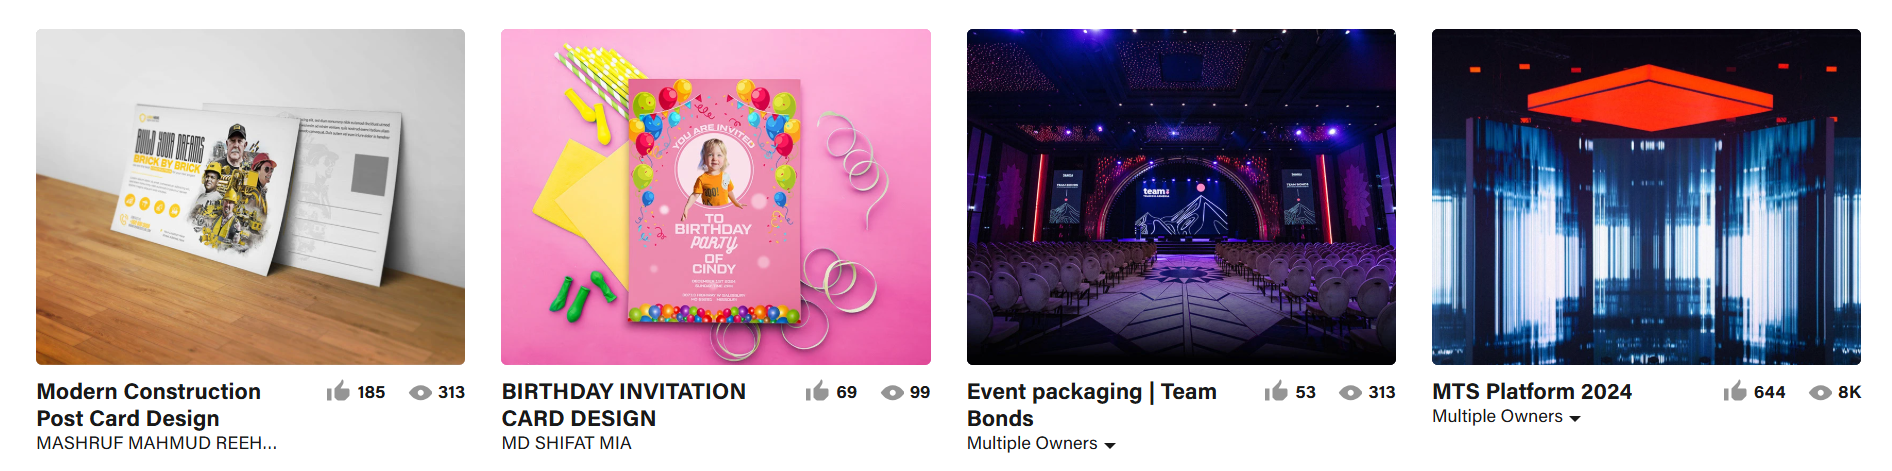 BUILD YOUR DREAMS
BRICK BY BRICK
YOU ARE INVITED
TO
BIRTHDAY
PARTY
OF
CINDY
team
TEAM BONDS
Modern Construction
Post Card Design
185
313
MASHRUF MAHMUD REEH...
BIRTHDAY INVITATION
CARD DESIGN
69
99
MD SHIFAT MIA
Event packaging | Team
Bonds
53
313
Multiple Owners
MTS Platform 2024
644
8K
Multiple Owners